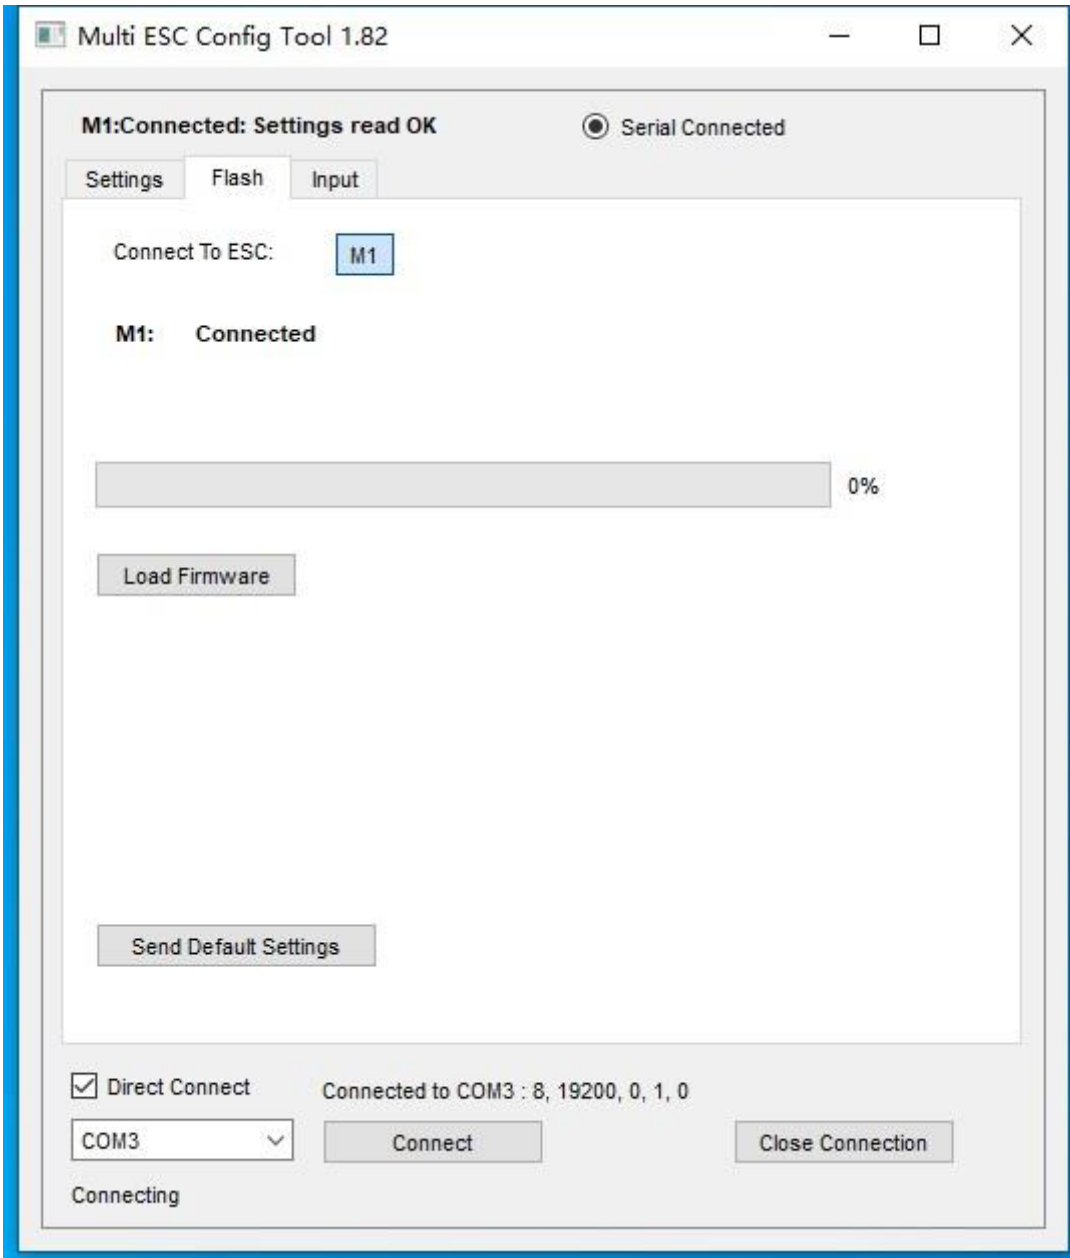 Multi ESC Config Tool 1.82
M1:Connected: Settings read OK
Serial Connected
Settings
Flash
Input
Connect To ESC:
M1
M1: Connected
0%
Load Firmware
Send Default Settings
Direct Connect
Connected to COM3 : 8, 19200, 0, 1, 0
COM3
Connect
Close Connection
Connecting